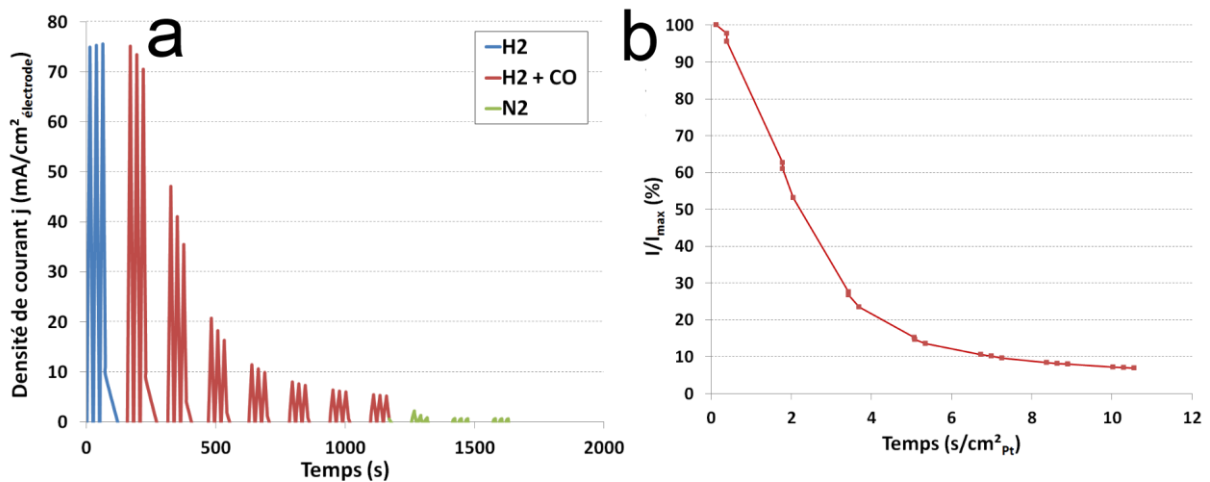 a
Densité de courant j (mA/cm²électrode)
80
70
60
50
40
30
20
10
0
H2
H2 + CO
N2
0 500 1000 1500 2000
Temps (s)
b
I/Imax (%)
100
90
80
70
60
50
40
30
20
10
0
0 2 4 6 8 10 12
Temps (s/cm²Pt)